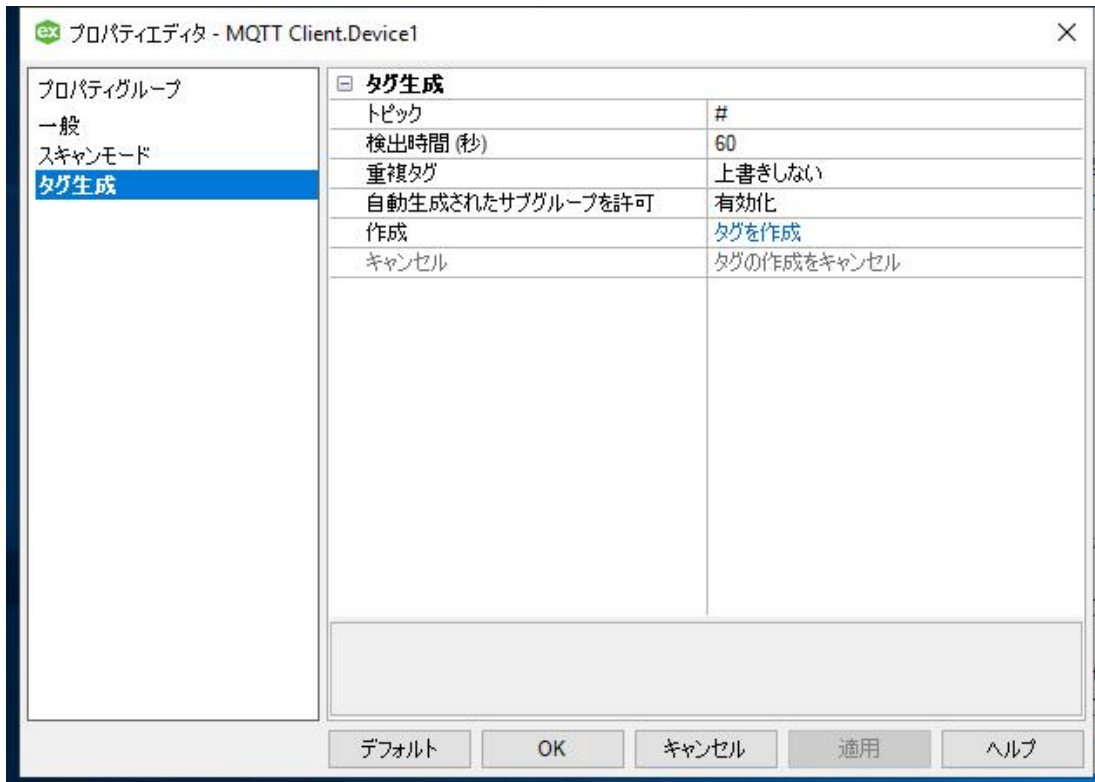 ex プロパティエディタ - MQTT Client.Device1
プロパティグループ
一般
スキャンモード
タグ生成
タグ生成
トピック #
検出時間 (秒) 60
重複タグ 上書きしない
自動生成されたサブグループを許可 有効化
作成 タグを作成
キャンセル タグの作成をキャンセル
デフォルト OK キャンセル 適用 ヘルプ